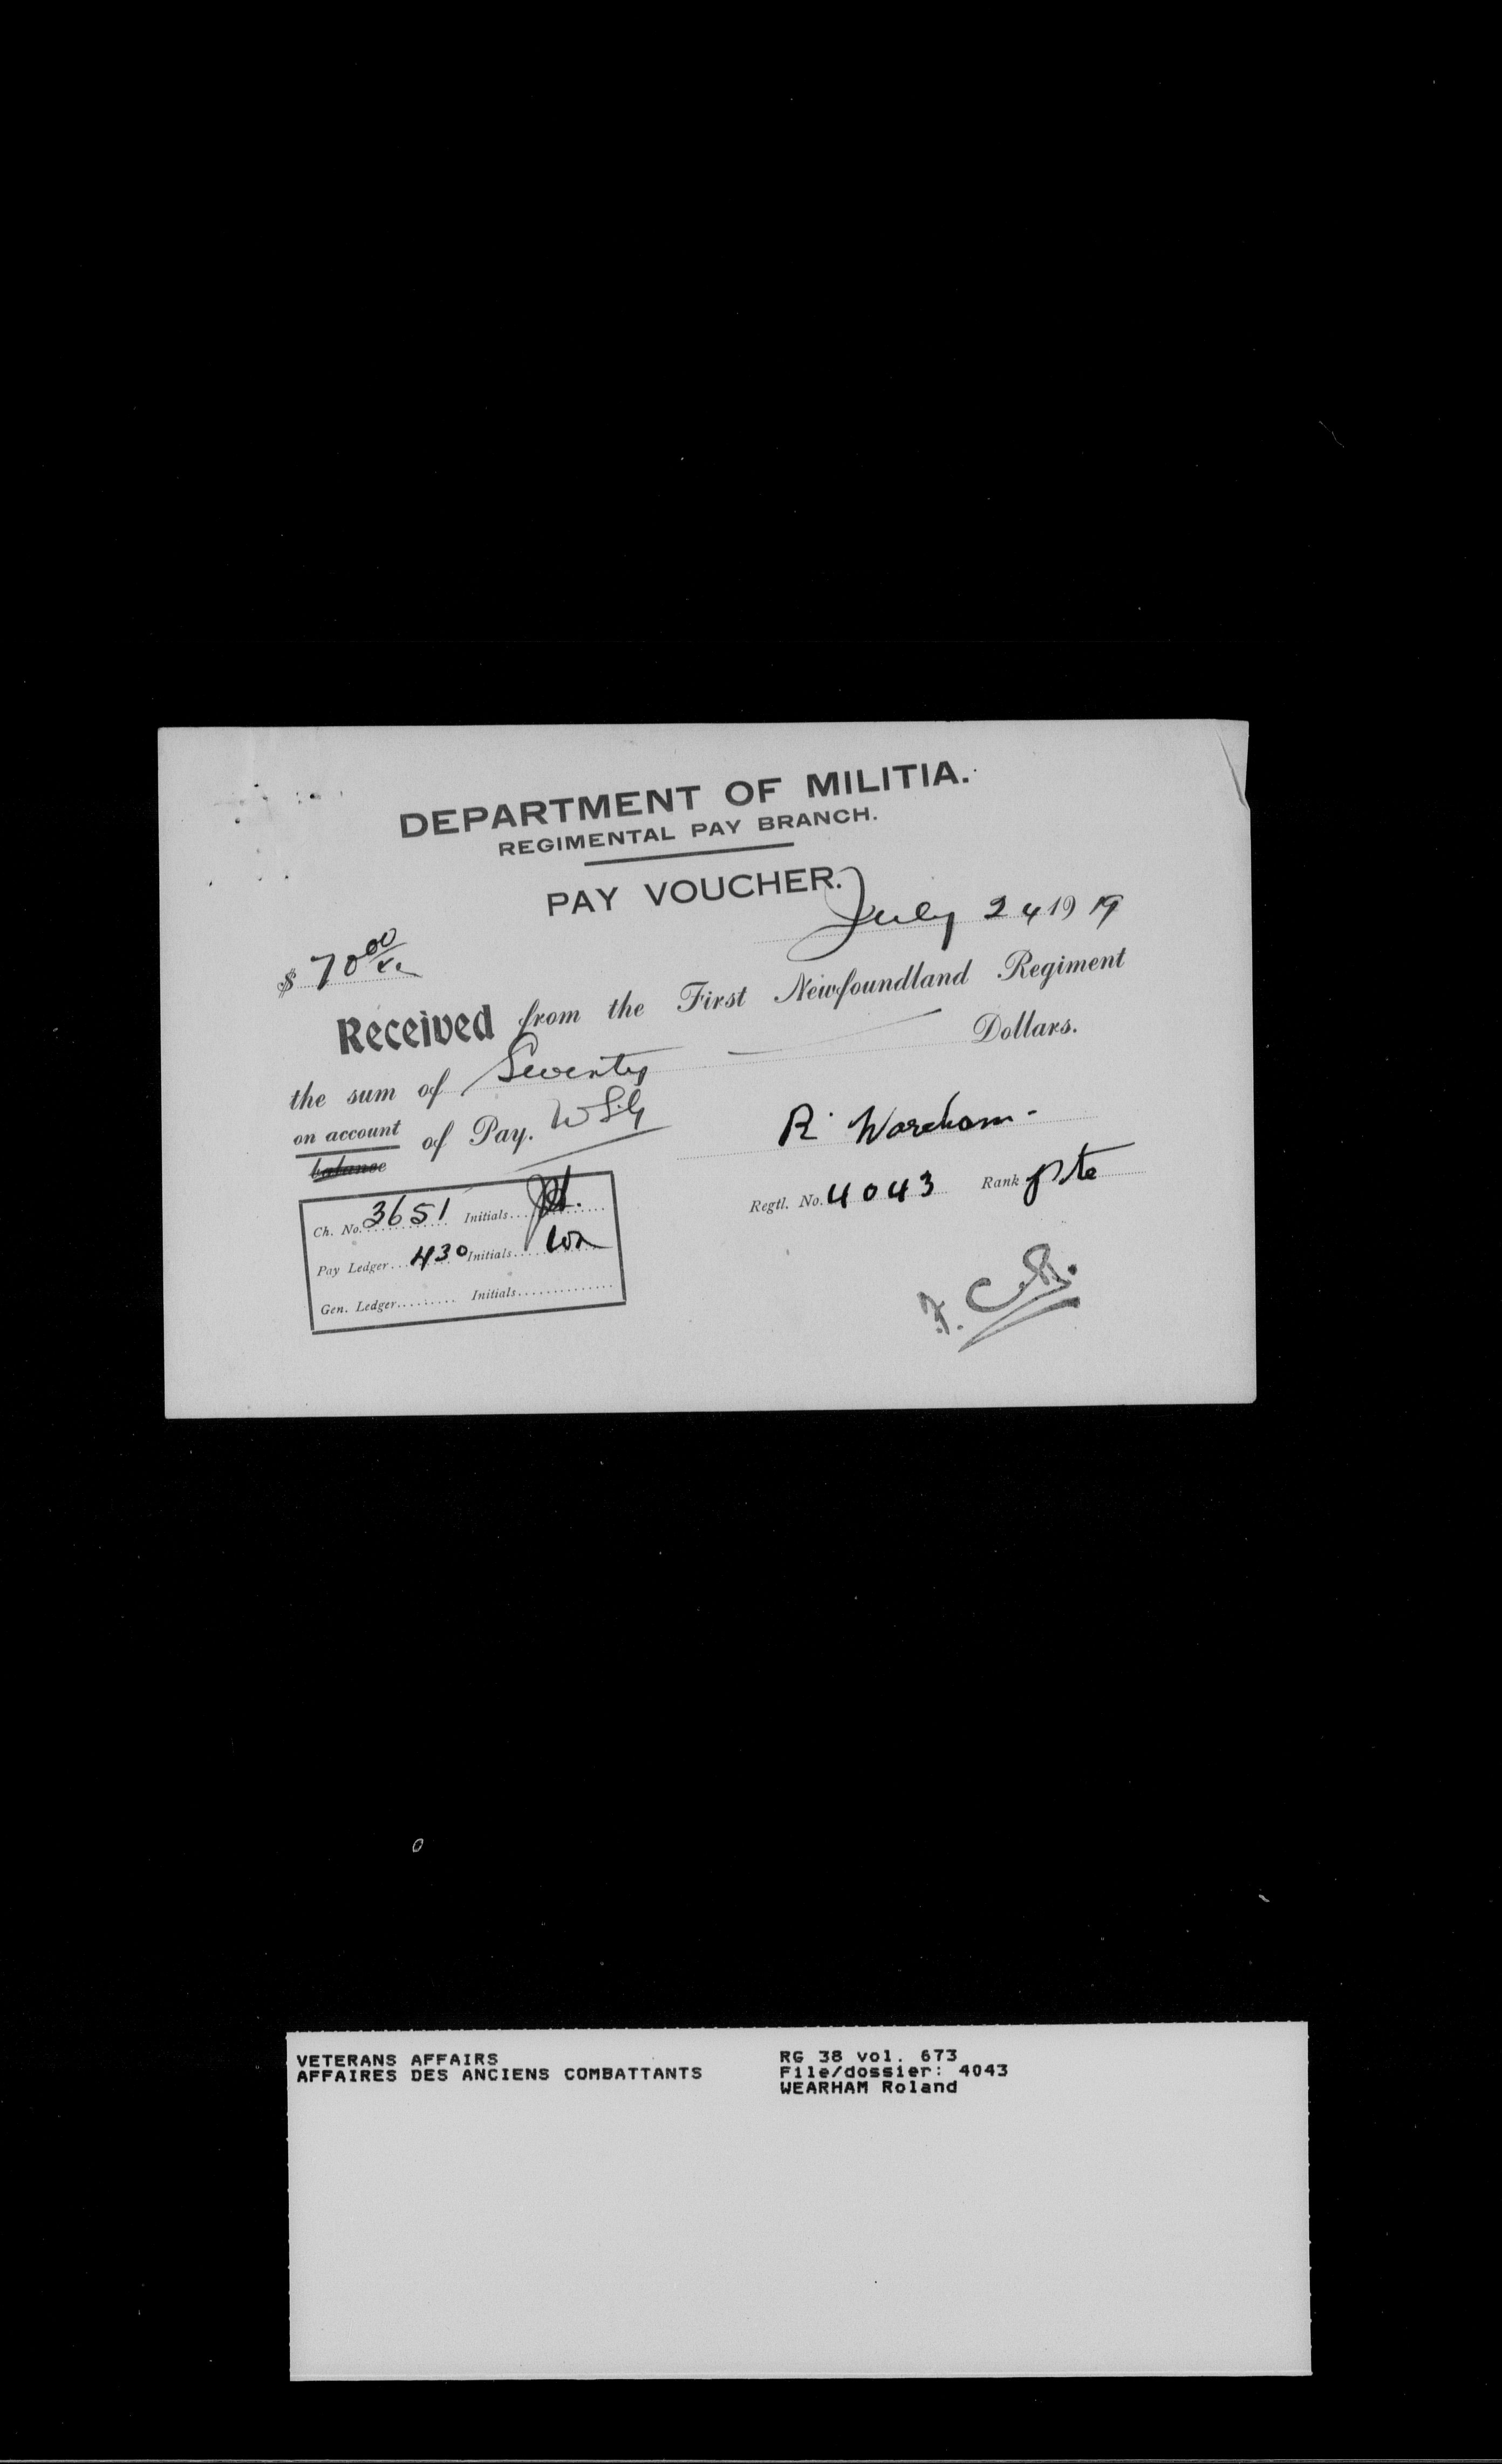 DEPARTMENT OF MILITIA.
REGIMENTAL PAY BRANCH.
PAY VOUCHER.
July 24 1919
$ 70 00/xx
Received from the First Newfoundland Regiment
the sum of Seventy Dollars.
on account
balance of Pay. WSG
R. Wareham.
Regtl. No. 4043 Rank Pte
Ch. No. 3651 Initials
Pay Ledger 430 Initials
Gen. Ledger Initials
VETERANS AFFAIRS
AFFAIRES DES ANCIENS COMBATTANTS
RG 38 vol. 673
File/dossier: 4043
WEARHAM Roland